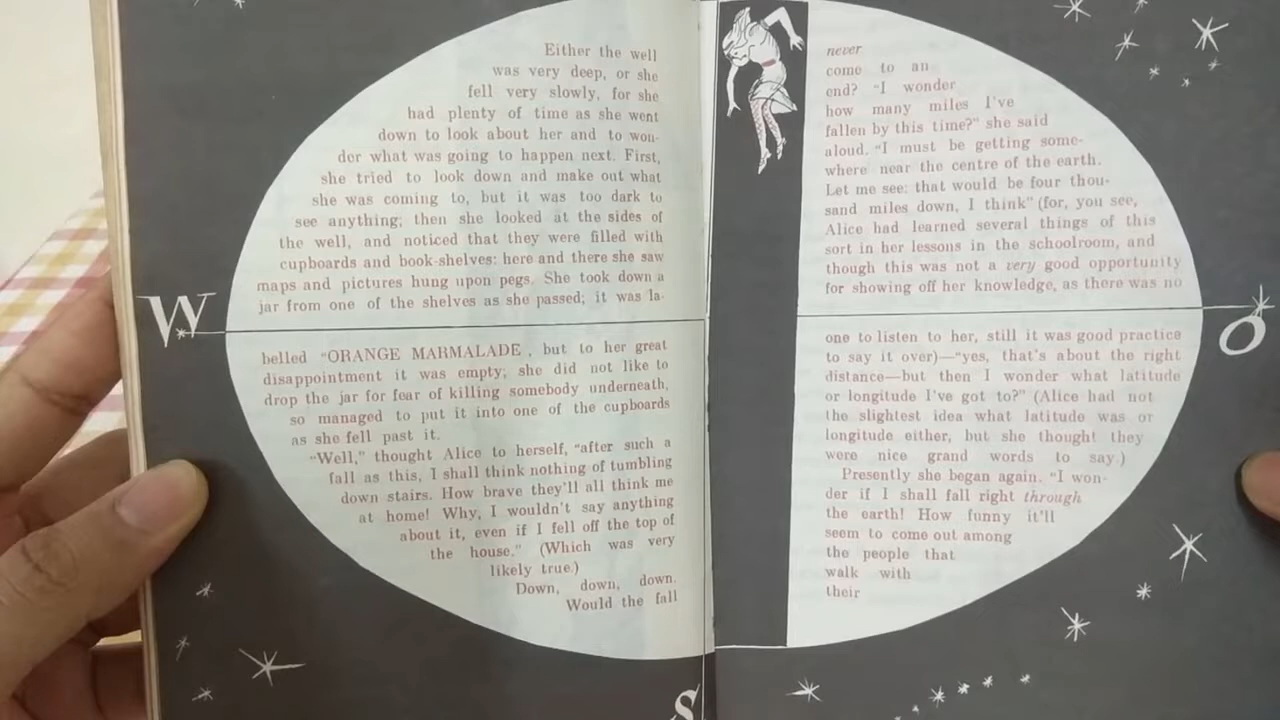 Either the well
was very deep, or she
fell very slowly, for she
had plenty of time as she went
down to look about her and to won-
der what was going to happen next. First,
she tried to look down and make out what
she was coming to, but it was too dark to
see anything; then she looked at the sides of
the well, and noticed that they were filled with
cupboards and book-shelves: here and there she saw
maps and pictures hung upon pegs. She took down a
jar from one of the shelves as she passed; it was la-
belled "ORANGE MARMALADE , but to her great
disappointment it was empty; she did not like to
drop the jar for fear of killing somebody underneath,
so managed to put it into one of the cupboards
as she fell past it.
"Well," thought Alice to herself, "after such a
fall as this, I shall think nothing of tumbling
down stairs. How brave they'll all think me
at home! Why, I wouldn't say anything
about it, even if I fell off the top of
the house." (Which was very
likely true.)
Down, down, down.
Would the fall
never
come to an
end? "I wonder
how many miles I've
fallen by this time?" she said
aloud. "I must be getting some-
where near the centre of the earth.
Let me see: that would be four thou-
sand miles down, I think" (for, you see,
Alice had learned several things of this
sort in her lessons in the schoolroom, and
though this was not a very good opportunity
for showing off her knowledge, as there was no
one to listen to her, still it was good practice
to say it over)—"yes, that's about the right
distance—but then I wonder what latitude
or longitude I've got to?" (Alice had not
the slightest idea what latitude was or
longitude either, but she thought they
were nice grand words to say.)
Presently she began again. "I won-
der if I shall fall right through
the earth! How funny it'll
seem to come out among
the people that
walk with
their
W
O
S